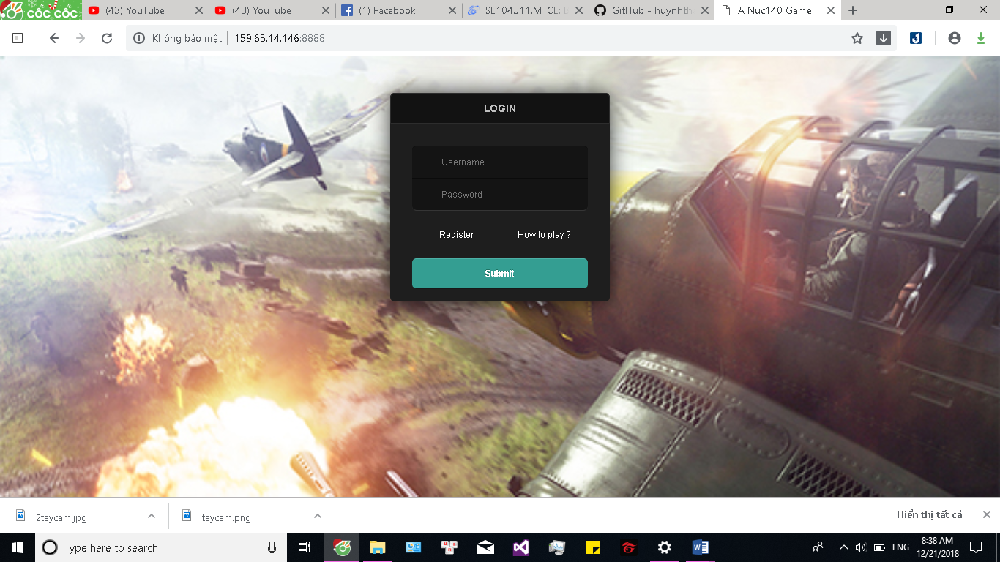 CỐC CỐC
(43) YouTube
(43) YouTube
(1) Facebook
SE104.J11.MTCL:
GitHub - huynhth
A Nuc140 Game
Không bảo mật
159.65.14.146:8888
LOGIN
Username
Password
Register
How to play ?
Submit
2taycam.jpg
taycam.png
Hiển thị tất cả
Type here to search
ENG
8:38 AM
12/21/2018